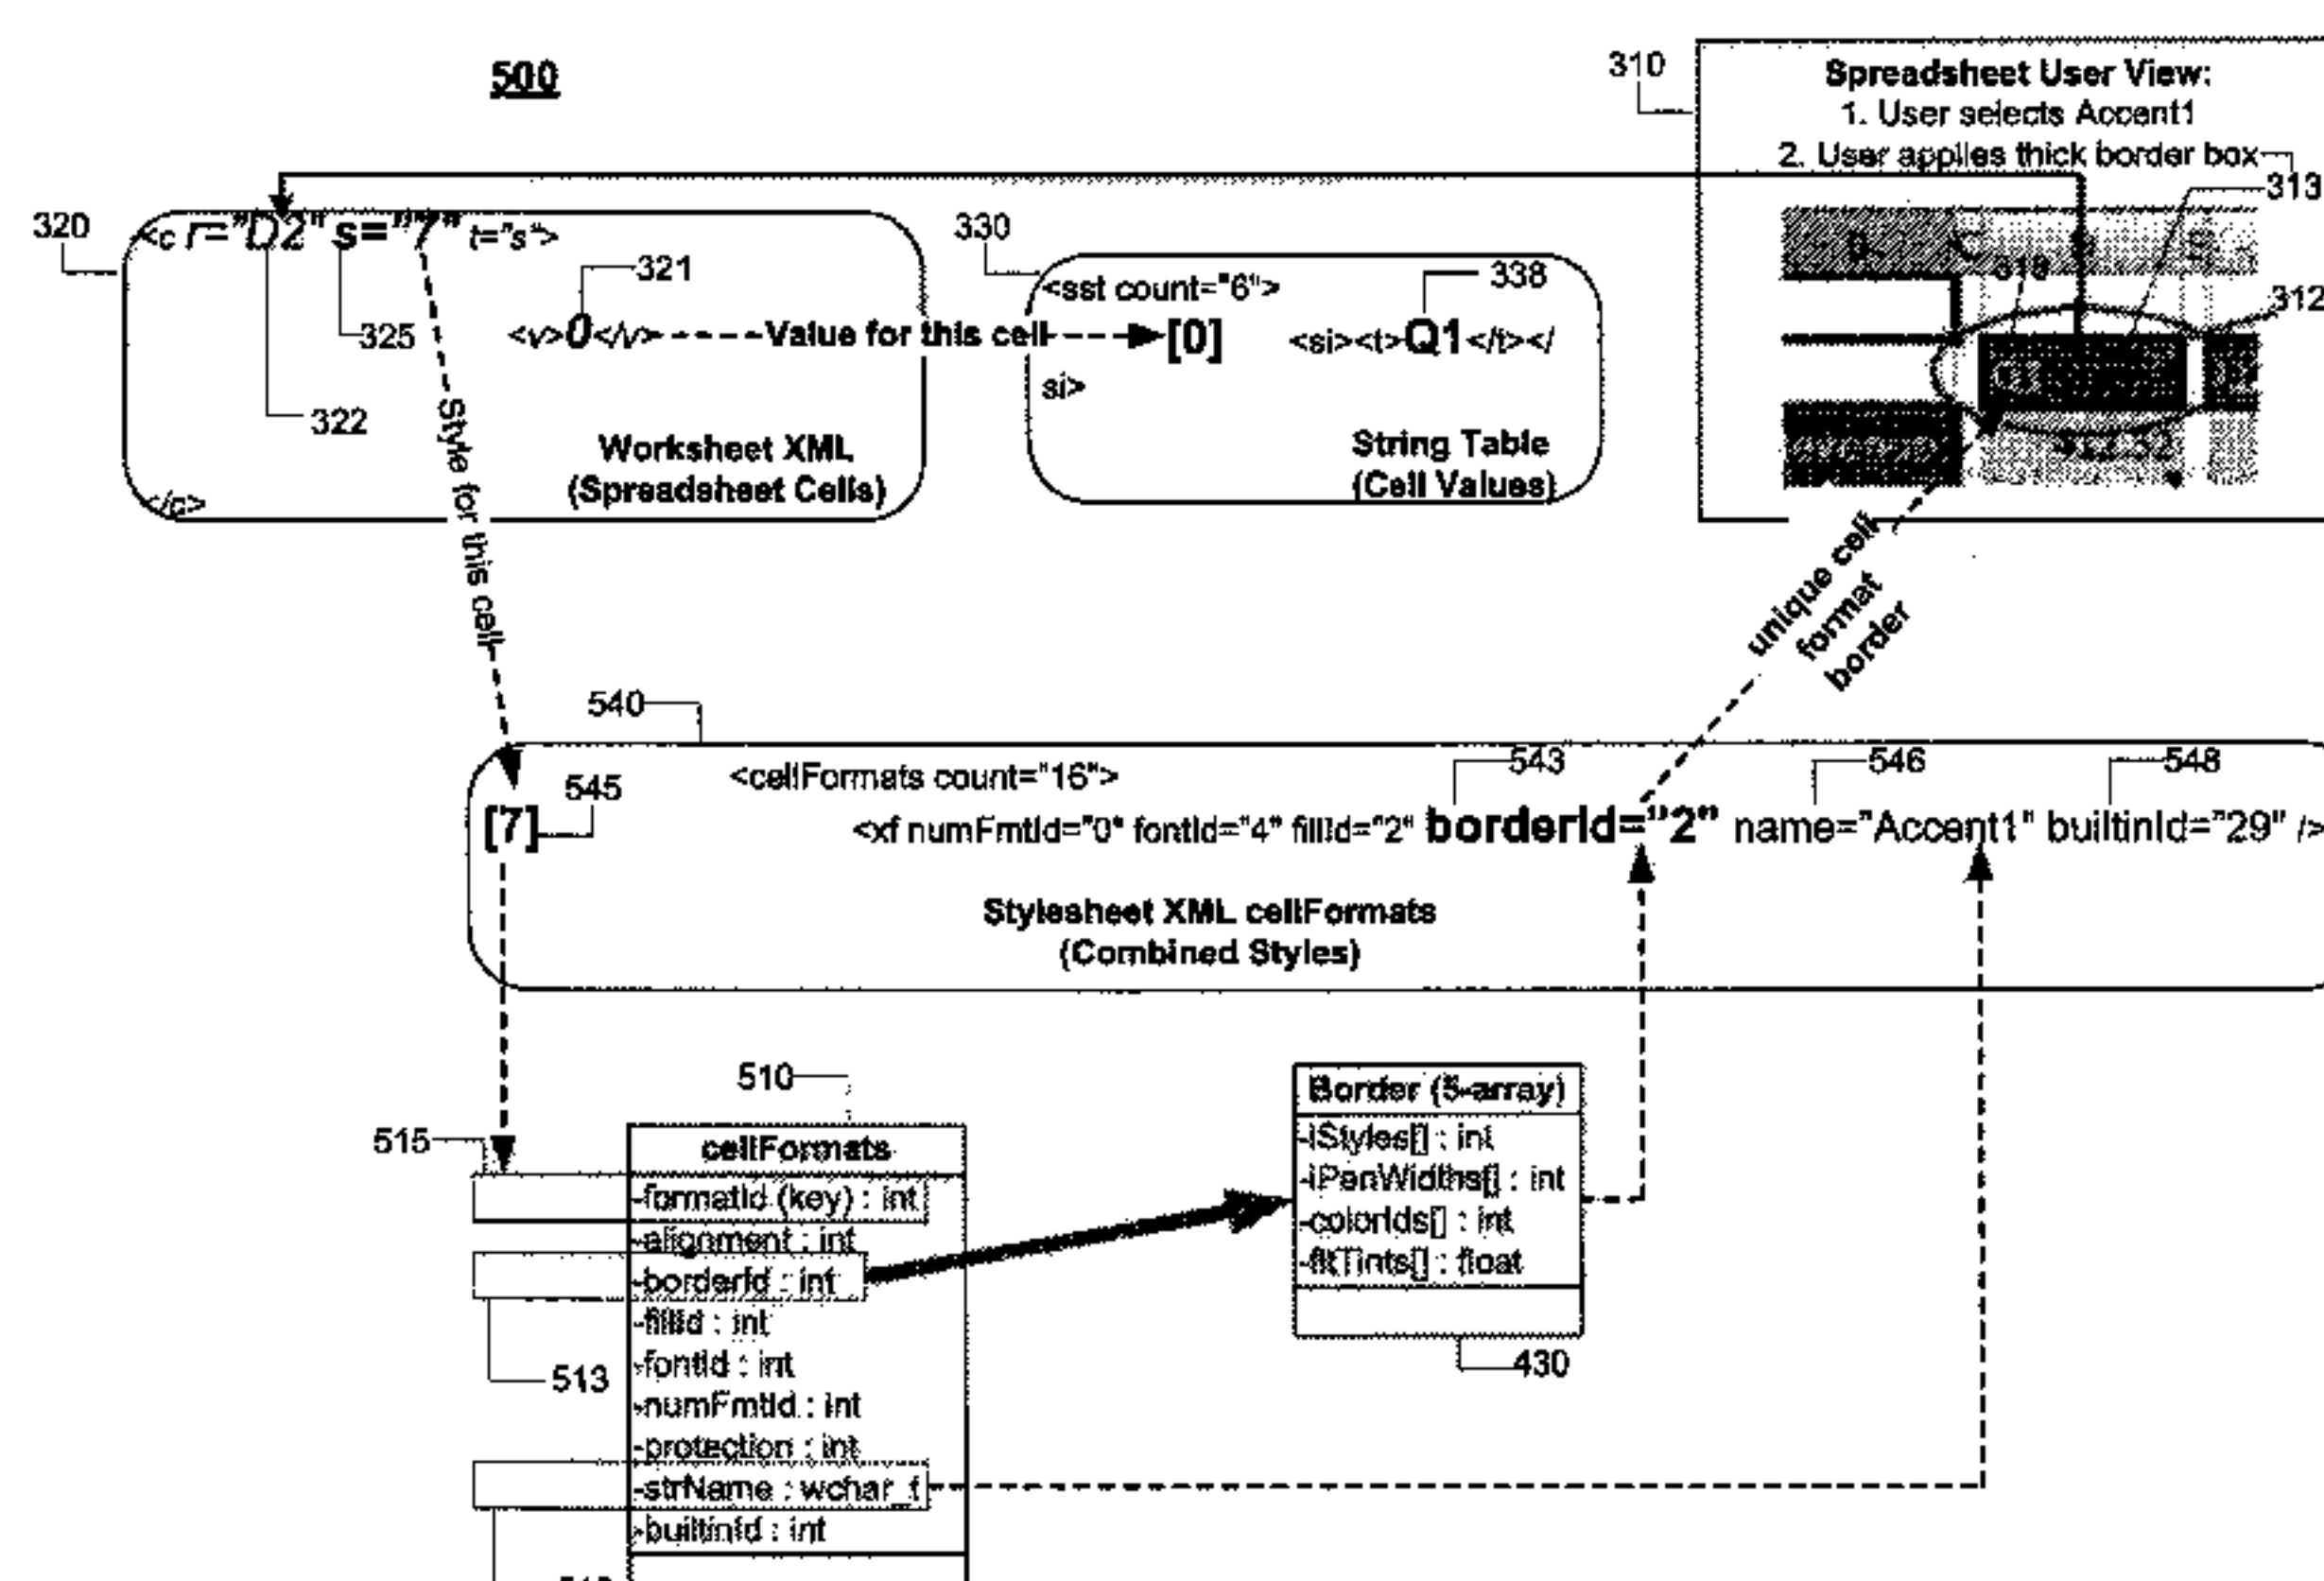 500
310
Spreadsheet User View:
1. User selects Accent1
2. User applies thick border box
313
320
<c r="D2" s="7" t="s">
330
321
<sst count="6">
338
312
325
<v>0</v>
Value for this cell
[0]
<si><t>Q1</t></
si>
322
Style for this cell
Worksheet XML
(Spreadsheet Cells)
String Table
(Cell Values)
</c>
unique cell
format
border
540
543
546
548
<cellFormats count="16">
545
[7]
<xf numFmtId="0" fontId="4" fillId="2" borderId="2" name="Accent1" builtinId="29" />
Stylesheet XML cellFormats
(Combined Styles)
510
515
cellFormats
-formatId (key) : int
-alignment : int
-borderId : int
-fillId : int
-fontId : int
-numFmtId : int
-protection : int
-strName : wchar_t
-builtinId : int
513
Border (5-array)
-iStyles[] : int
-iPenWidths[] : int
-colorIds[] : int
-fltTints[] : float
430